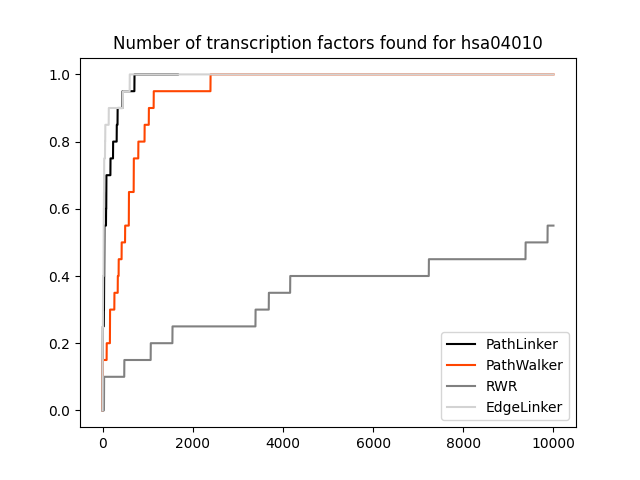 Number of transcription factors found for hsa04010
1.0
0.8
0.6
0.4
0.2
0.0
PathLinker
PathWalker
RWR
EdgeLinker
0 2000 4000 6000 8000 10000